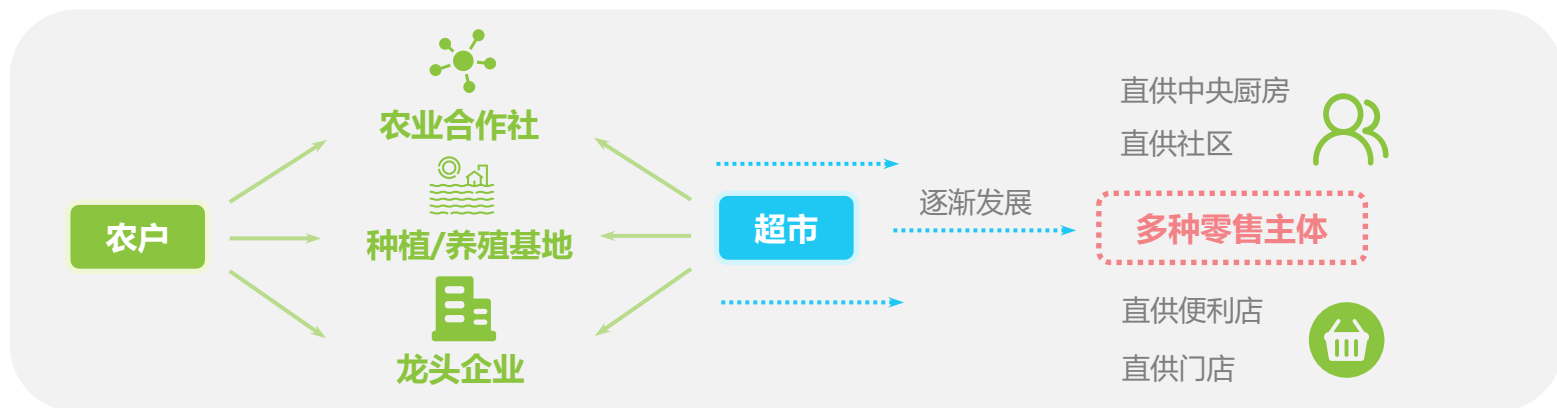 农户
农业合作社
种植/养殖基地
龙头企业
超市
逐渐发展
直供中央厨房
直供社区
多种零售主体
直供便利店
直供门店